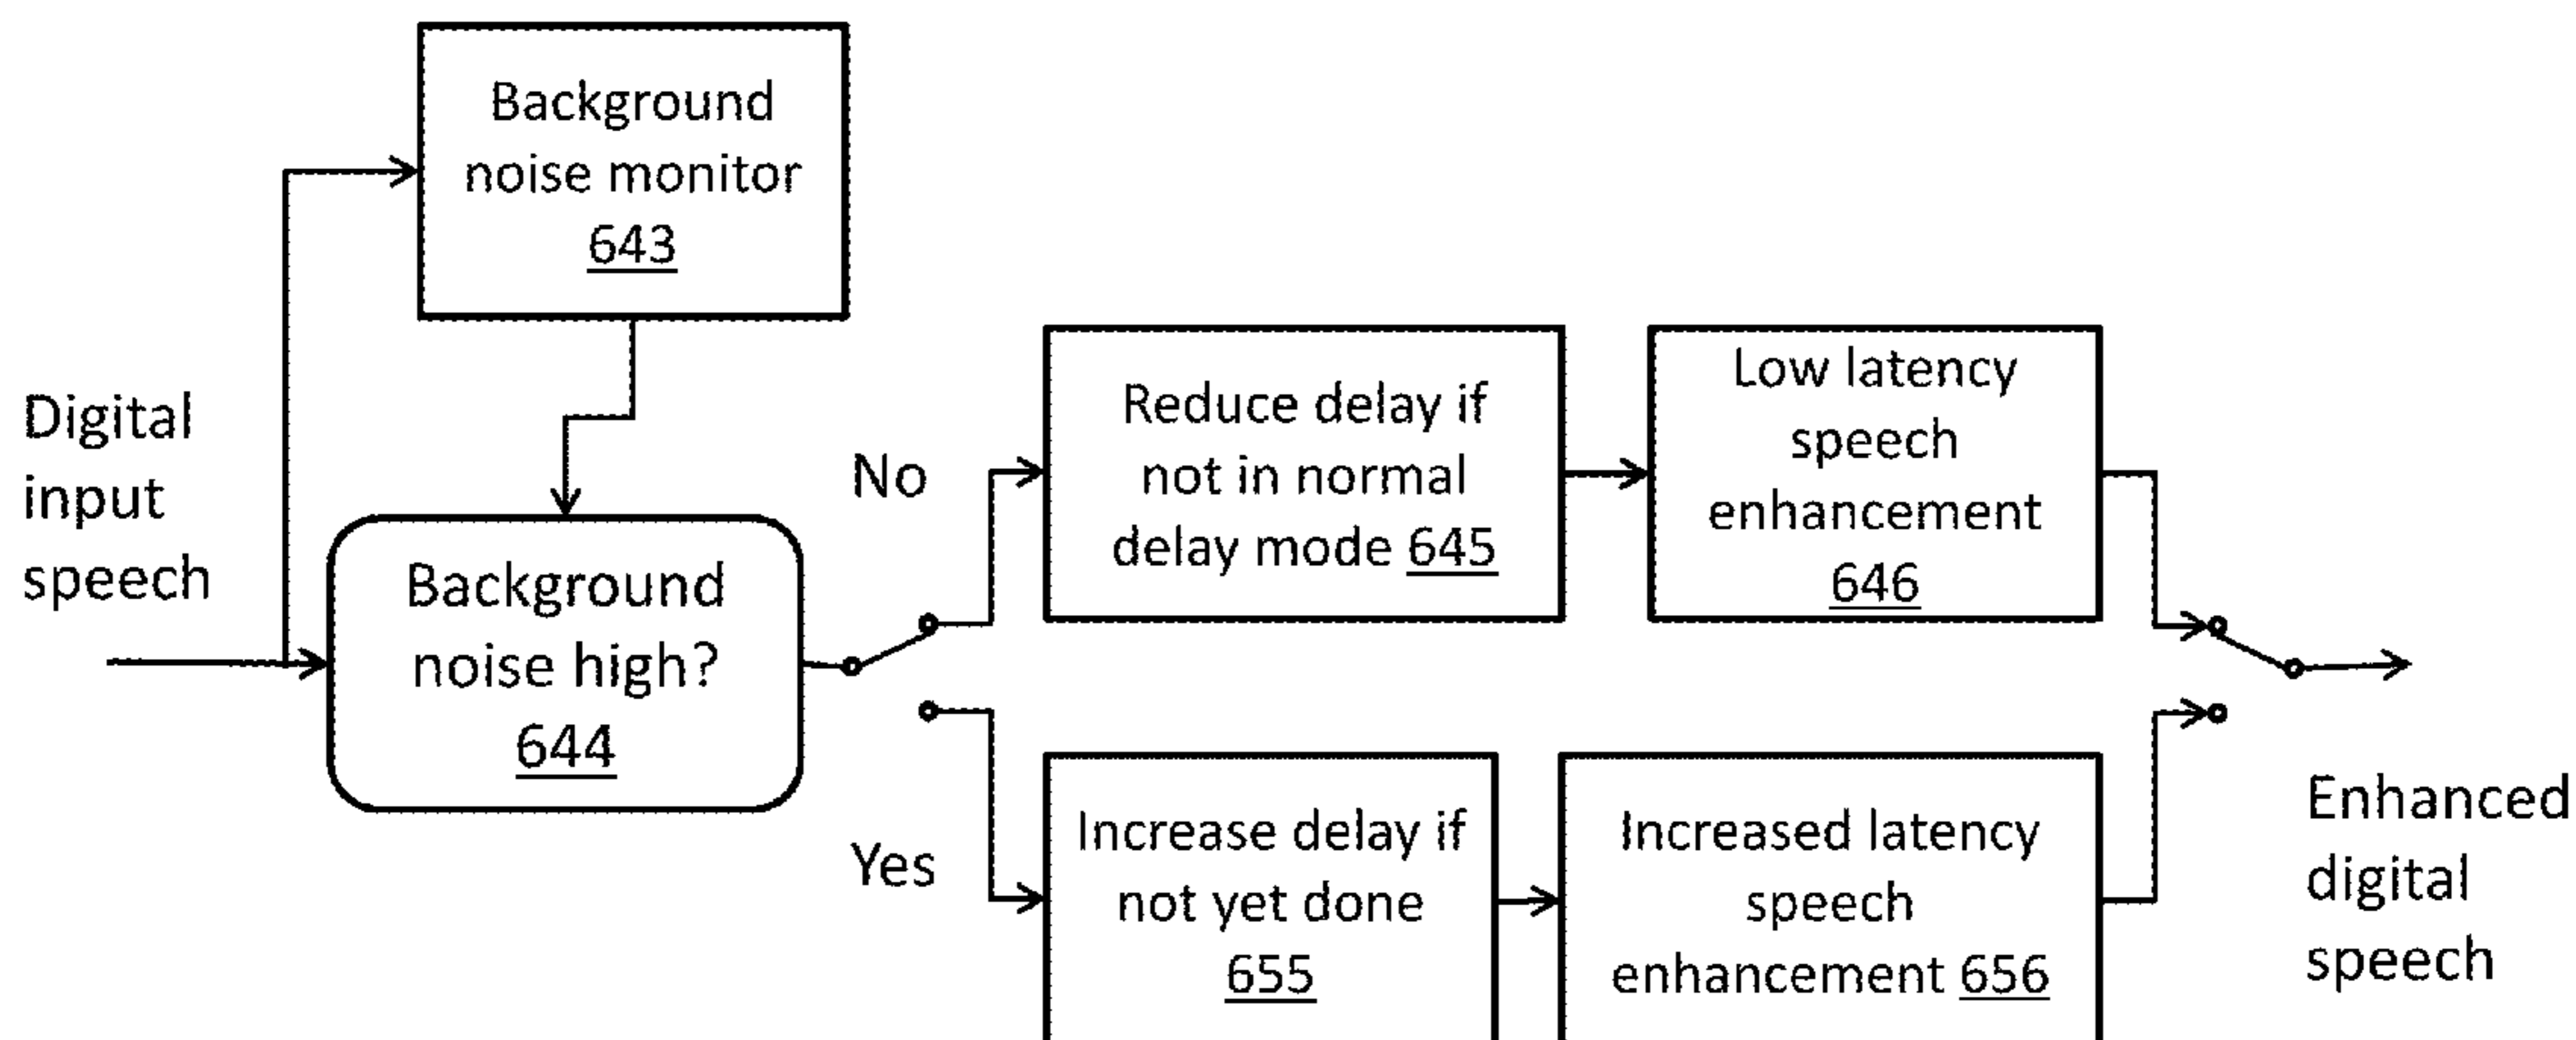 Background
noise monitor
643
Digital
input
speech
Background
noise high?
644
No
Reduce delay if
not in normal
delay mode 645
Low latency
speech
enhancement
646
Yes
Increase delay if
not yet done
655
Increased latency
speech
enhancement 656
Enhanced
digital
speech